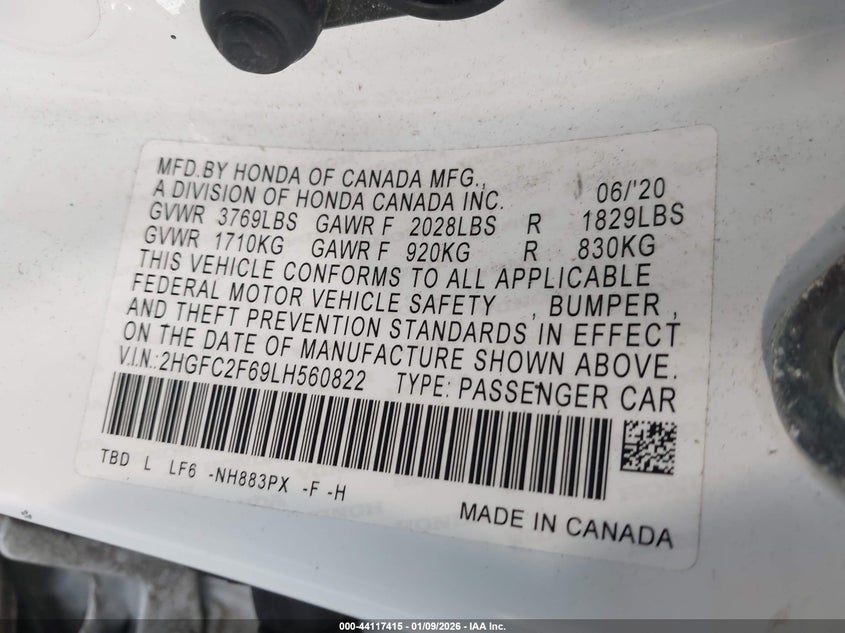 MFD.BY HONDA OF CANADA MFG.,
A DIVISION OF HONDA CANADA INC. 06/'20
GVWR 3769LBS GAWR F 2028LBS R 1829LBS
GVWR 1710KG GAWR F 920KG R 830KG
THIS VEHICLE CONFORMS TO ALL APPLICABLE
FEDERAL MOTOR VEHICLE SAFETY , BUMPER ,
AND THEFT PREVENTION STANDARDS IN EFFECT
ON THE DATE OF MANUFACTURE SHOWN ABOVE.
V.I.N.:2HGFC2F69LH560822 TYPE: PASSENGER CAR
TBD L LF6 -NH883PX -F -H
MADE IN CANADA
000-44117415 - 01/09/2026 - IAA Inc.